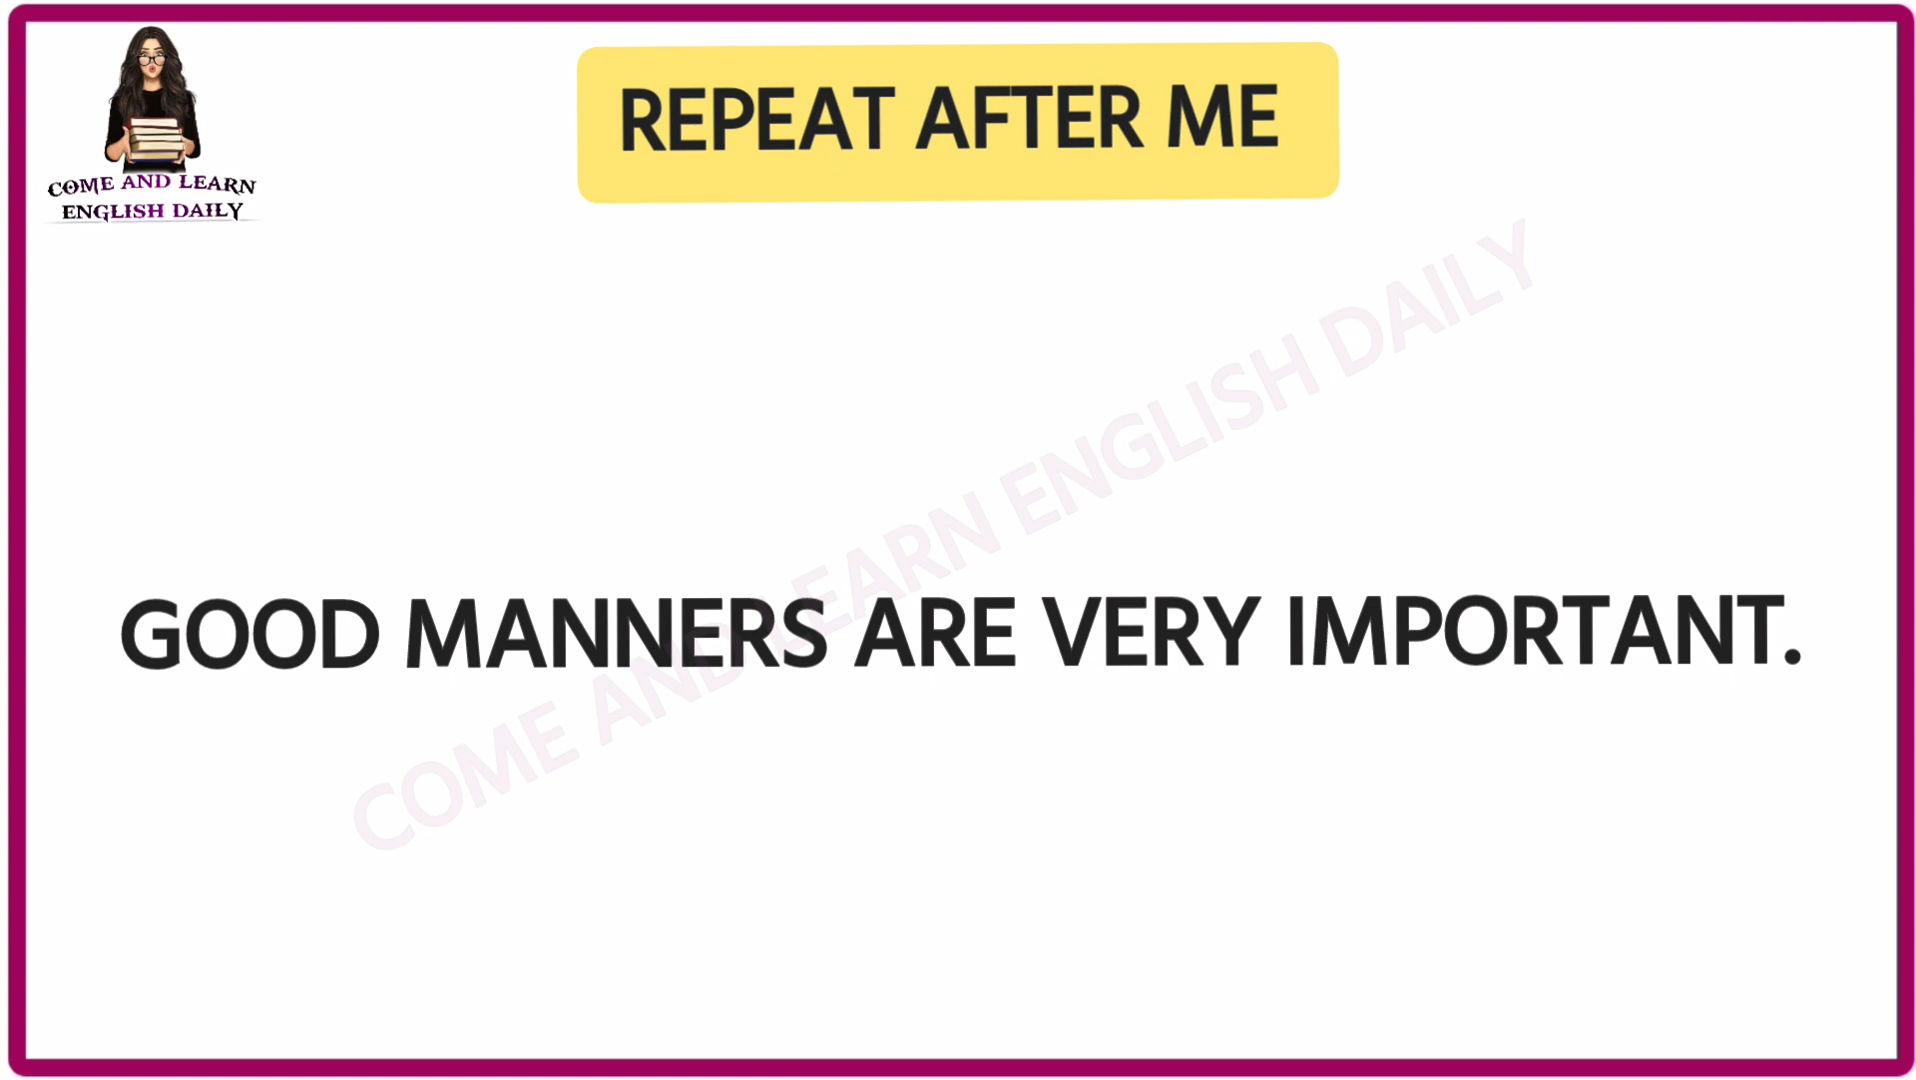 REPEAT AFTER ME
COME AND LEARN
ENGLISH DAILY
GOOD MANNERS ARE VERY IMPORTANT.
COME AND LEARN ENGLISH DAILY